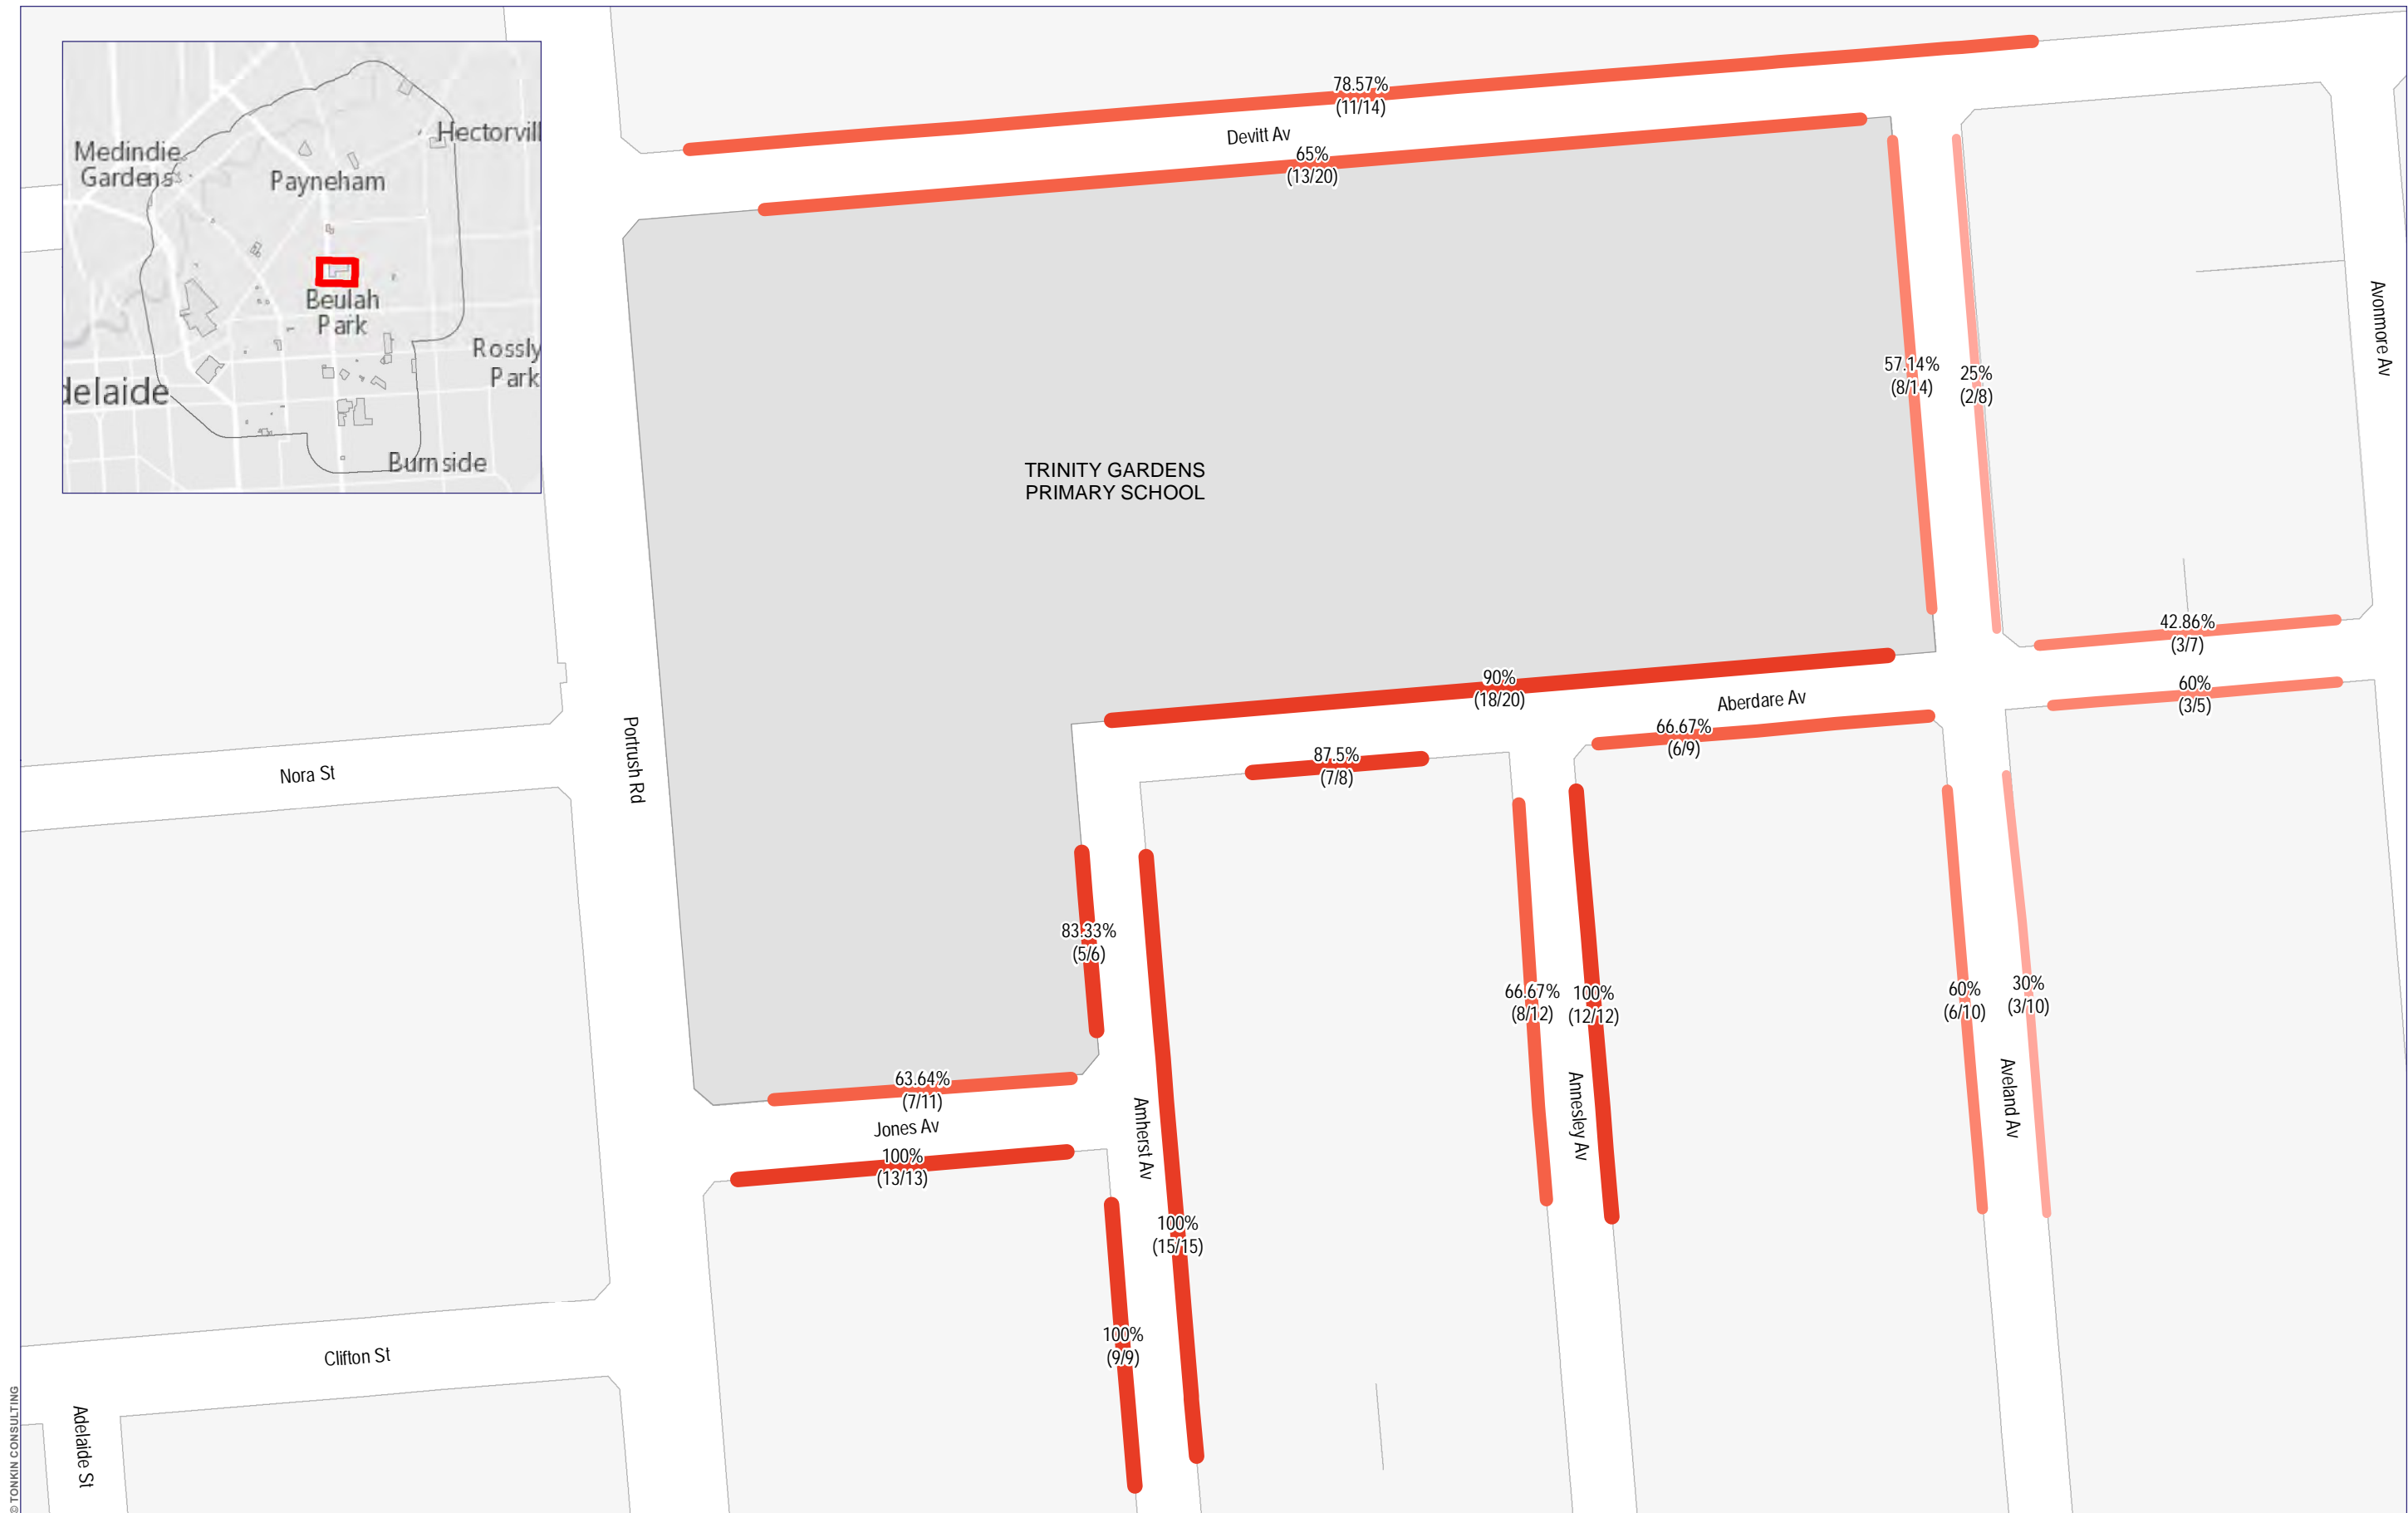 Medindie
Gardens
Hectorvill
Payneham
Beulah
Park
Rossly
Park
delaide
Burnside
78.57%
(11/14)
Devitt Av
65%
(13/20)
57.14%
(8/14)
25%
(2/8)
Avonmore Av
TRINITY GARDENS
PRIMARY SCHOOL
42.86%
(3/7)
60%
(3/5)
90%
(18/20)
Aberdare Av
66.67%
(6/9)
87.5%
(7/8)
Portrush Rd
Nora St
83.33%
(5/6)
66.67%
(8/12)
100%
(12/12)
60%
(6/10)
30%
(3/10)
63.64%
(7/11)
Jones Av
Amherst Av
Annesley Av
Aveland Av
100%
(13/13)
100%
(15/15)
100%
(9/9)
Clifton St
Adelaide St
© TONKIN CONSULTING